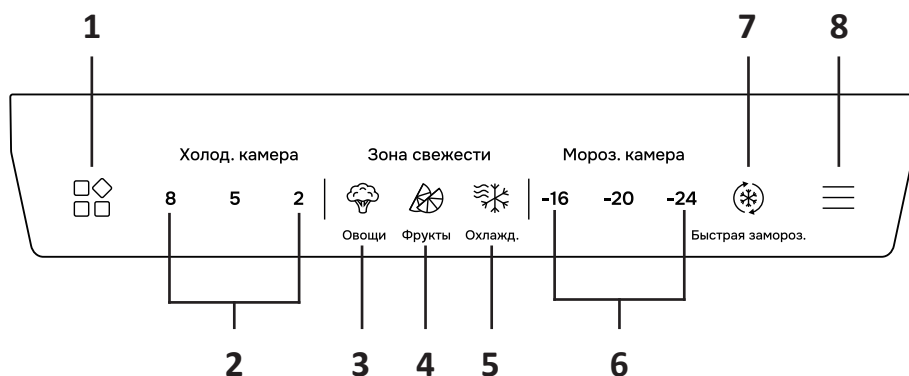 1 7 8
Холод. камера Зона свежести Мороз. камера
8 5 2 -16 -20 -24
Овощи Фрукты Охлажд. Быстрая замороз.
2 3 4 5 6